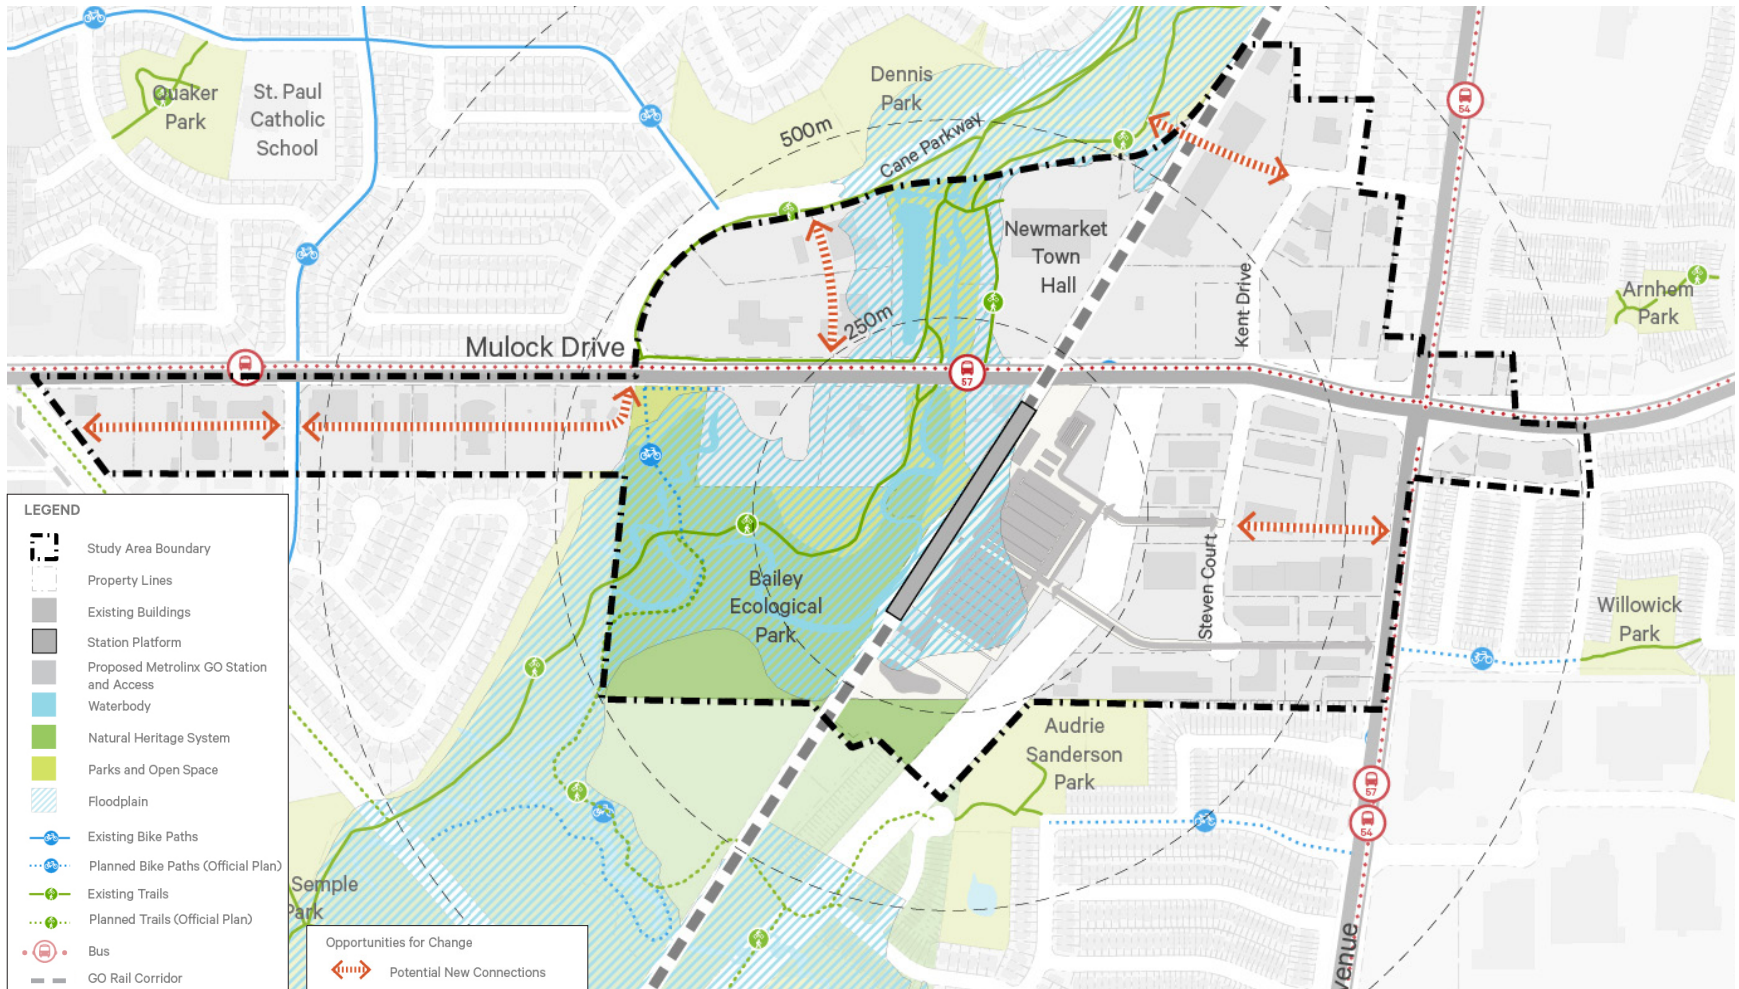 Quaker
Park
St. Paul
Catholic
School
Dennis
Park
500m
Cane Parkway
54
Newmarket
Town
Hall
250m
Kent Drive
Arnhem
Park
Mulock Drive
57
Bailey
Ecological
Park
Steven Court
Willowick
Park
Audrie
Sanderson
Park
57
54
Semple
Park
venue
LEGEND
Study Area Boundary
Property Lines
Existing Buildings
Station Platform
Proposed Metrolinx GO Station
and Access
Waterbody
Natural Heritage System
Parks and Open Space
Floodplain
Existing Bike Paths
Planned Bike Paths (Official Plan)
Existing Trails
Planned Trails (Official Plan)
Bus
GO Rail Corridor
Opportunities for Change
Potential New Connections